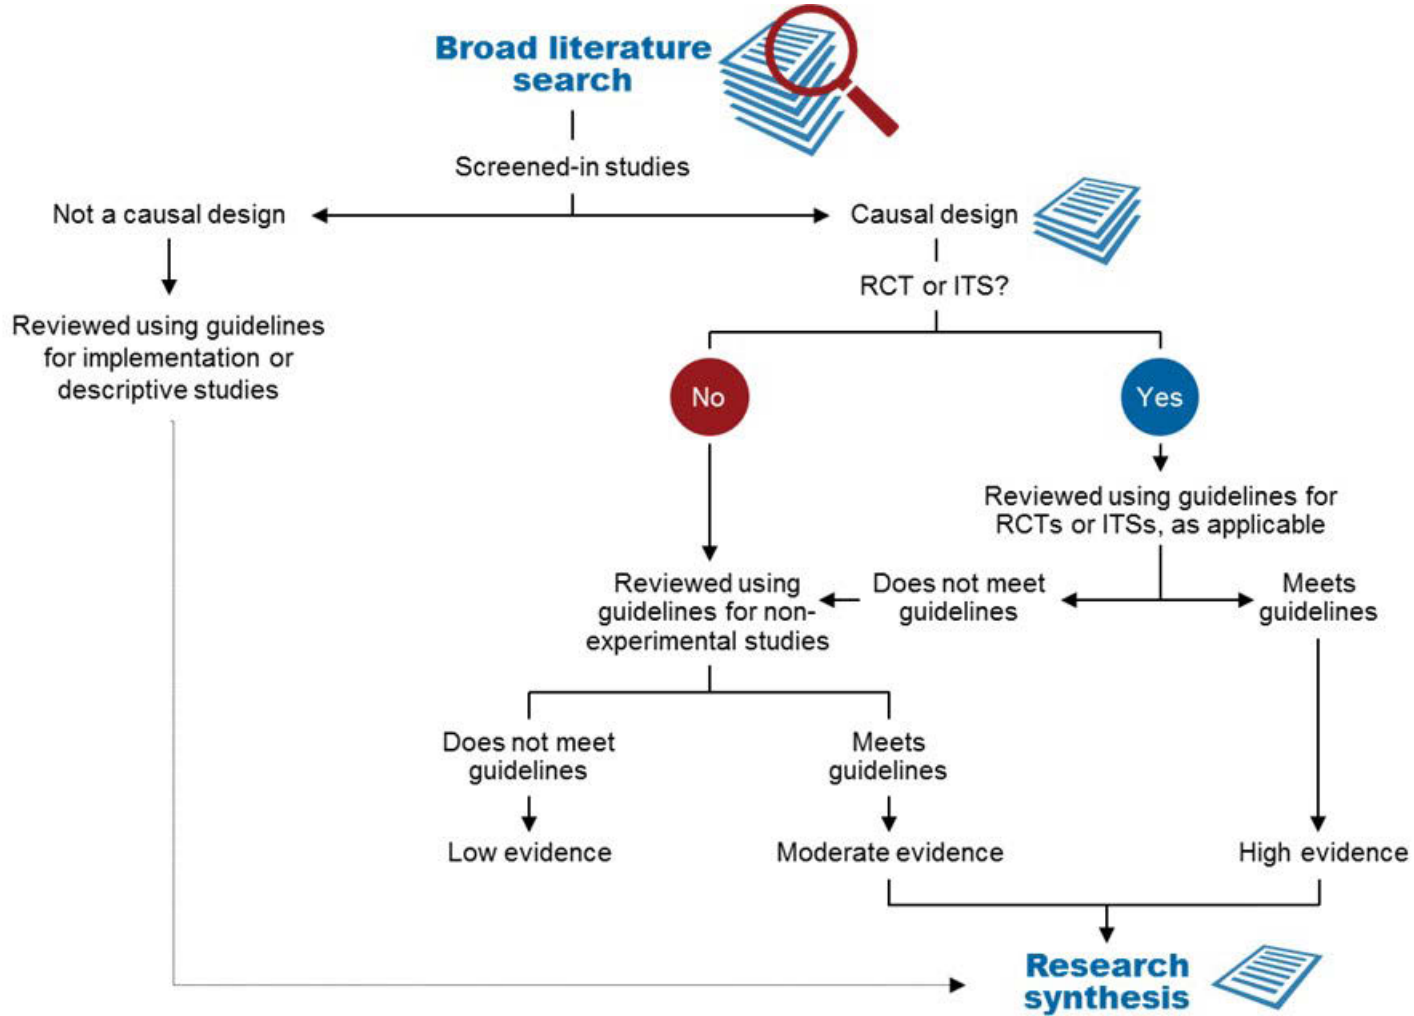 Broad literature
search
Screened-in studies
Not a causal design
Causal design
RCT or ITS?
Reviewed using guidelines
for implementation or
descriptive studies
No
Yes
Reviewed using guidelines for
RCTs or ITSs, as applicable
Reviewed using
guidelines for non-
experimental studies
Does not meet
guidelines
Meets
guidelines
Does not meet
guidelines
Meets
guidelines
Low evidence
Moderate evidence
High evidence
Research
synthesis